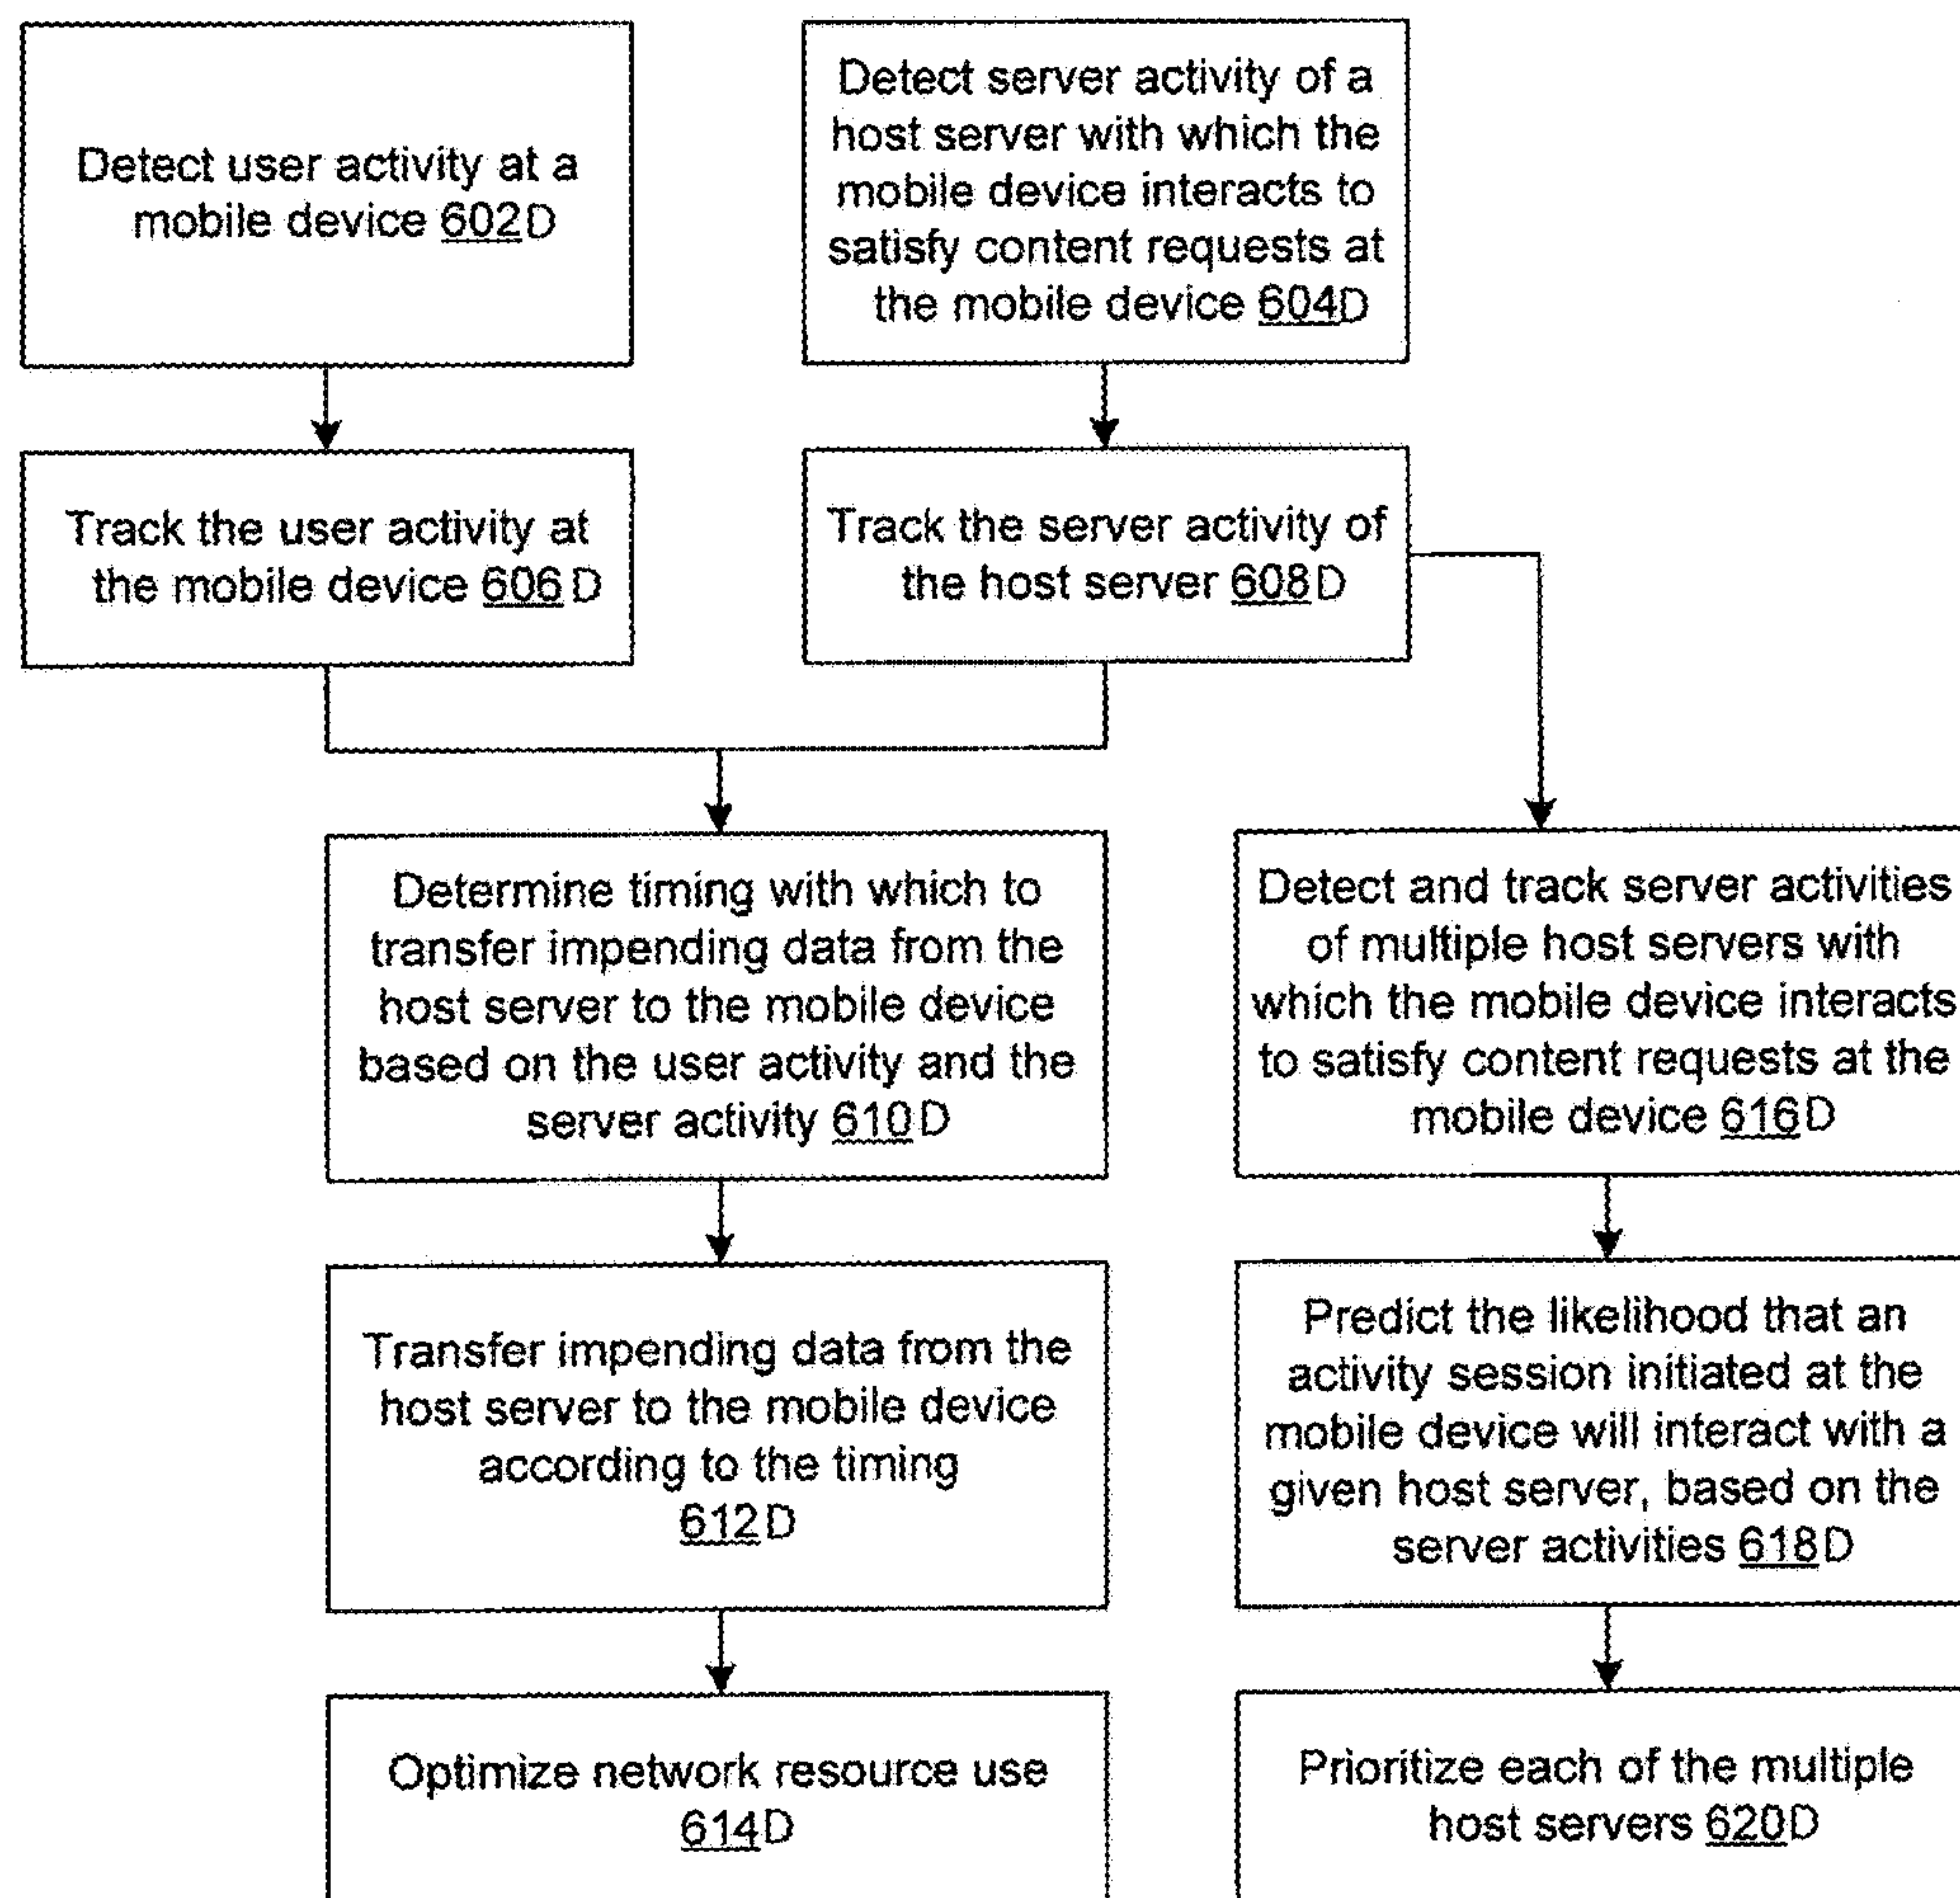 Detect user activity at a
mobile device 602D
Detect server activity of a
host server with which the
mobile device interacts to
satisfy content requests at
the mobile device 604D
Track the user activity at
the mobile device 606D
Track the server activity of
the host server 608D
Determine timing with which to
transfer impending data from the
host server to the mobile device
based on the user activity and the
server activity 610D
Detect and track server activities
of multiple host servers with
which the mobile device interacts
to satisfy content requests at the
mobile device 616D
Transfer impending data from the
host server to the mobile device
according to the timing
612D
Predict the likelihood that an
activity session initiated at the
mobile device will interact with a
given host server, based on the
server activities 618D
Optimize network resource use
614D
Prioritize each of the multiple
host servers 620D